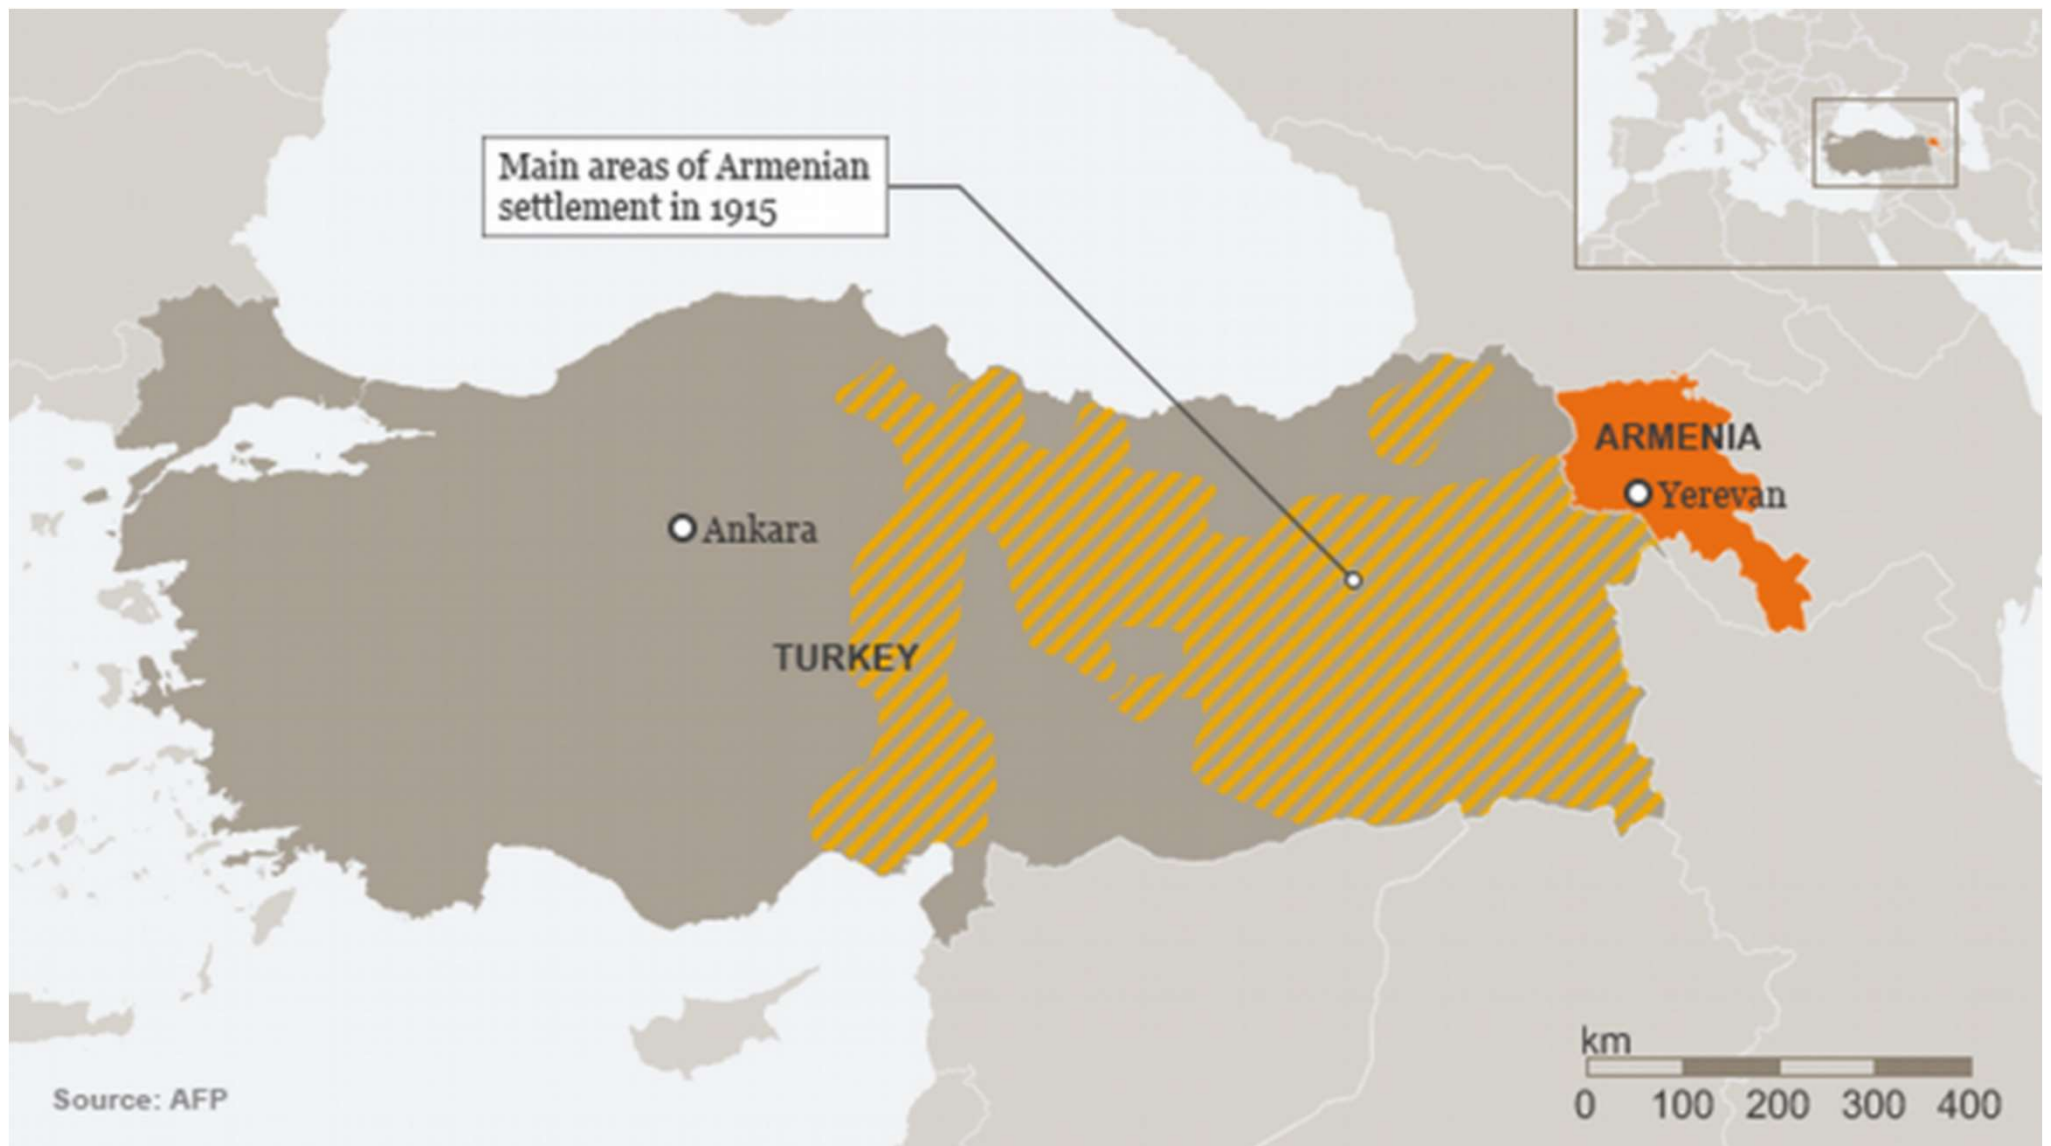 Main areas of Armenian
settlement in 1915
ARMENIA
Yerevan
Ankara
TURKEY
km
0 100 200 300 400
Source: AFP